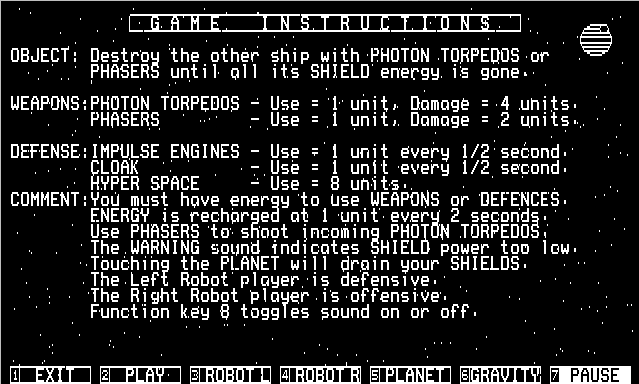 GAME INSTRUCTIONS
OBJECT: Destroy the other ship with PHOTON TORPEDOS or
PHASERS until all its SHIELD energy is gone.
WEAPONS:PHOTON TORPEDOS - Use = 1 unit, Damage = 4 units.
PHASERS - Use = 1 unit, Damage = 2 units.
DEFENSE:IMPULSE ENGINES - Use = 1 unit every 1/2 second.
CLOAK - Use = 1 unit every 1/2 second.
HYPER SPACE - Use = 8 units.
COMMENT:You must have energy to use WEAPONS or DEFENCES.
ENERGY is recharged at 1 unit every 2 seconds.
Use PHASERS to shoot incoming PHOTON TORPEDOS.
The WARNING sound indicates SHIELD power too low.
Touching the PLANET will drain your SHIELDS.
The Left Robot player is defensive.
The Right Robot player is offensive.
Function key 8 toggles sound on or off.
1 EXIT 2 PLAY 3 ROBOT L 4 ROBOT R 5 PLANET 6 GRAVITY 7 PAUSE